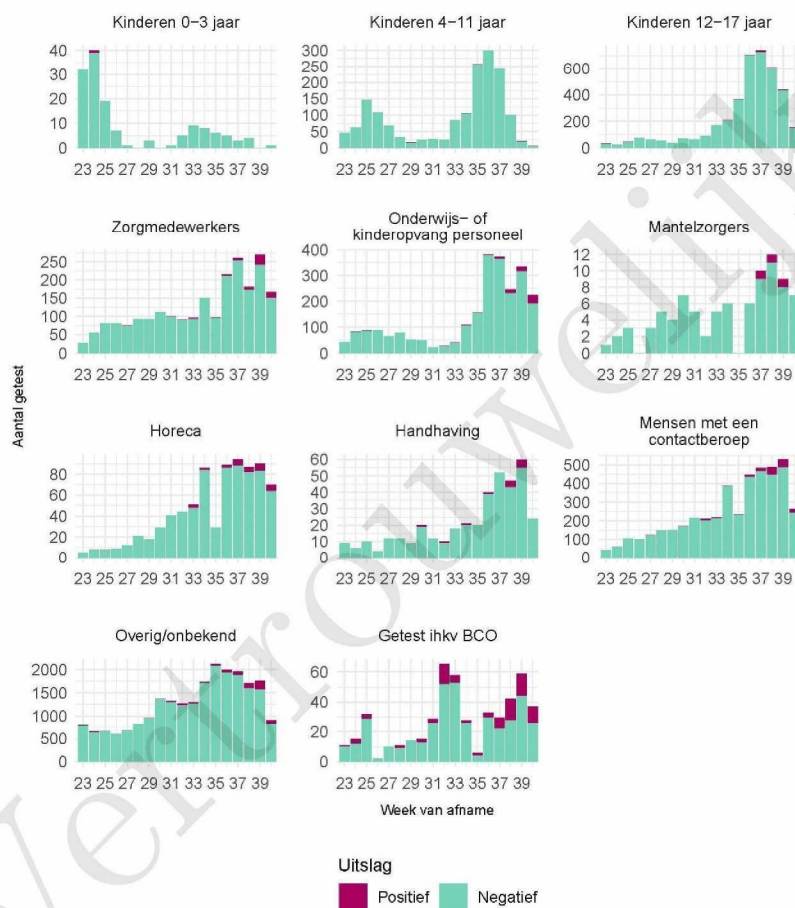 Kinderen 0−3 jaar
40
30
20
10
0
23 25 27 29 31 33 35 37 39
Kinderen 4−11 jaar
300
250
200
150
100
50
0
23 25 27 29 31 33 35 37 39
Kinderen 12−17 jaar
600
400
200
0
23 25 27 29 31 33 35 37 39
Zorgmedewerkers
250
200
150
100
50
0
23 25 27 29 31 33 35 37 39
Onderwijs− of
kinderopvang personeel
400
300
200
100
0
23 25 27 29 31 33 35 37 39
Mantelzorgers
12
10
8
6
4
2
0
23 25 27 29 31 33 35 37 39
Aantal getest
Horeca
80
60
40
20
0
23 25 27 29 31 33 35 37 39
Handhaving
60
50
40
30
20
10
0
23 25 27 29 31 33 35 37 39
Mensen met een
contactberoep
500
400
300
200
100
0
23 25 27 29 31 33 35 37 39
Overig/onbekend
2000
1500
1000
500
0
23 25 27 29 31 33 35 37 39
Getest ihkv BCO
60
40
20
0
23 25 27 29 31 33 35 37 39
Week van afname
Uitslag
Positief Negatief
Vertrouwelijk